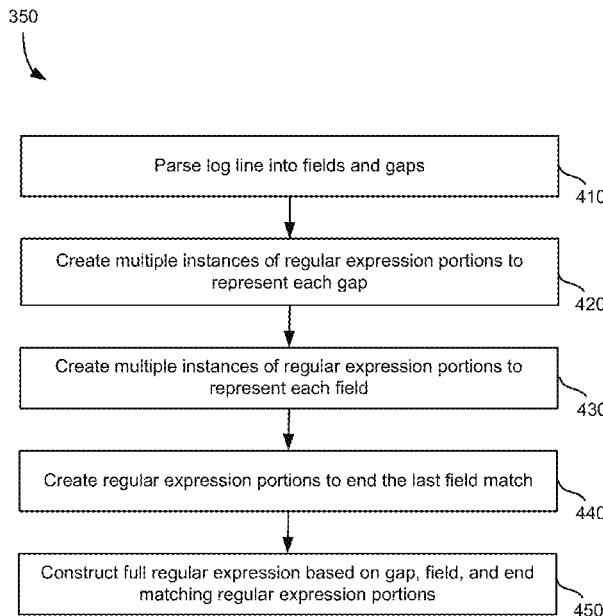 350
Parse log line into fields and gaps
410
Create multiple instances of regular expression portions to
represent each gap
420
Create multiple instances of regular expression portions to
represent each field
430
Create regular expression portions to end the last field match
440
Construct full regular expression based on gap, field, and end
matching regular expression portions
450